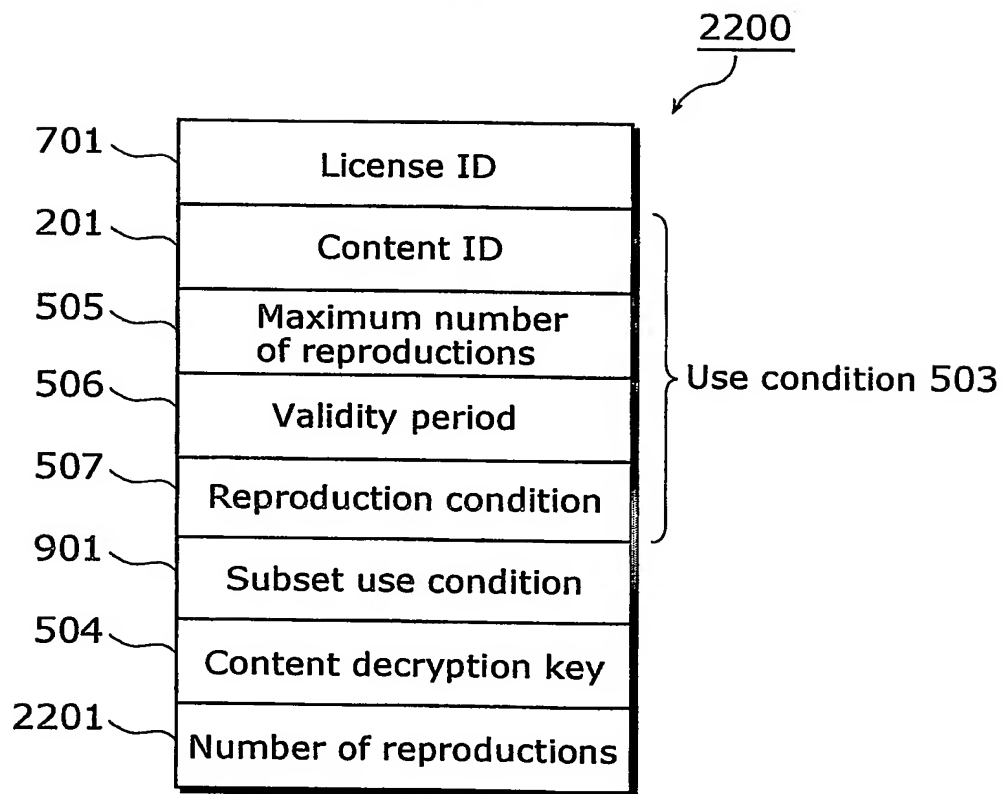 2200
701
License ID
201
Content ID
505
Maximum number
of reproductions
506
Validity period
Use condition 503
507
Reproduction condition
901
Subset use condition
504
Content decryption key
2201
Number of reproductions